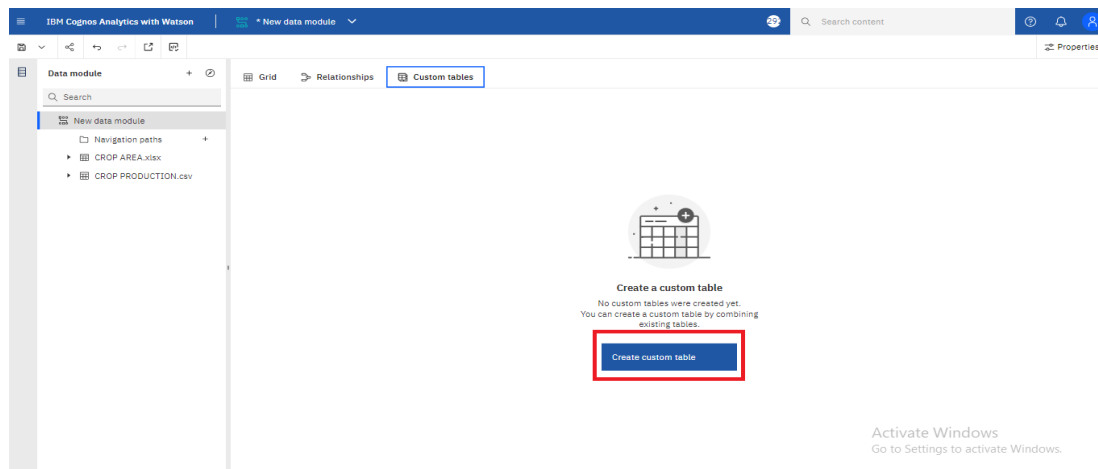 IBM Cognos Analytics with Watson
* New data module
29.
Search content
Properties
Data module
Search
New data module
Navigation paths
CROP AREA.xlsx
CROP PRODUCTION.csv
Grid
Relationships
Custom tables
Create a custom table
No custom tables were created yet.
You can create a custom table by combining
existing tables.
Create custom table
Activate Windows
Go to Settings to activate Windows.